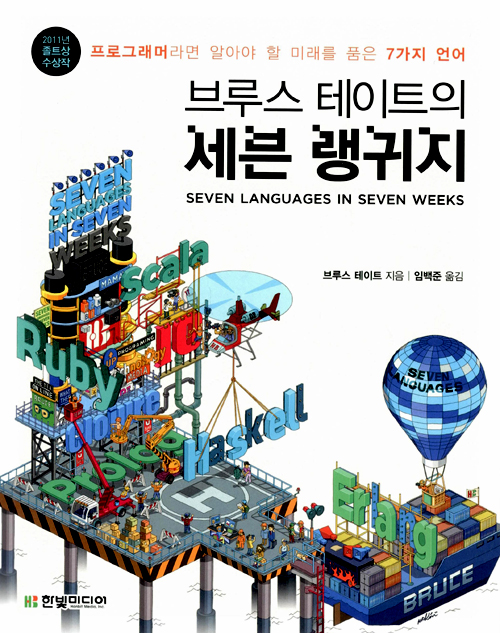 2011년
졸트상
수상작
프로그래머라면 알아야 할 미래를 품은 7가지 언어
브루스 테이트의
세븐 랭귀지
SEVEN LANGUAGES IN SEVEN WEEKS
브루스 테이트 지음 | 임백준 옮김
SEVEN
LANGUAGES
IN SEVEN
WEEKS
Scala
IO
Ruby
Clojure
Prolog
Haskell
H
SEVEN
LANGUAGES
Erlang
BRUCE
한빛미디어
Hanbit Media, Inc.